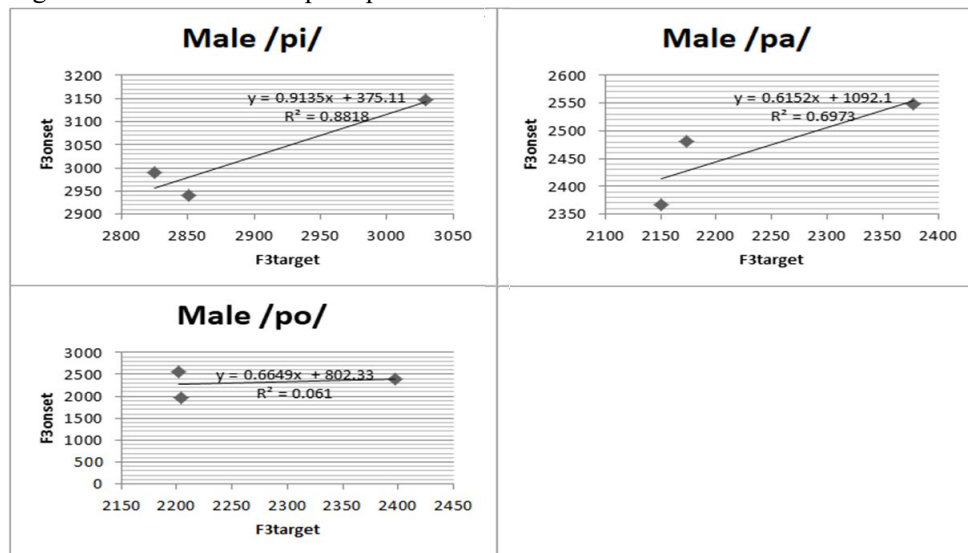 Male /pi/
3200
3150
3100
3050
3000
2950
2900
F3onset
y = 0.9135x + 375.11
R² = 0.8818
2800 2850 2900 2950 3000 3050
F3target
Male /pa/
2600
2550
2500
2450
2400
2350
F3onset
y = 0.6152x + 1092.1
R² = 0.6973
2100 2150 2200 2250 2300 2350 2400
F3target
Male /po/
3000
2500
2000
1500
1000
500
0
F3onset
y = 0.6649x + 802.33
R² = 0.061
2150 2200 2250 2300 2350 2400 2450
F3target